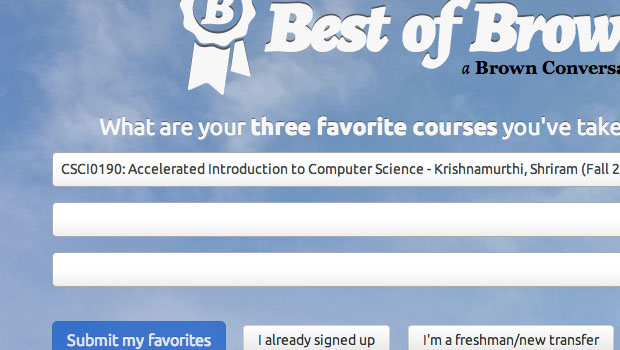 B
Best of Brow
a Brown Conversa
What are your three favorite courses you've take
CSCI0190: Accelerated Introduction to Computer Science - Krishnamurthi, Shriram (Fall 2
Submit my favorites
I already signed up
I'm a freshman/new transfer